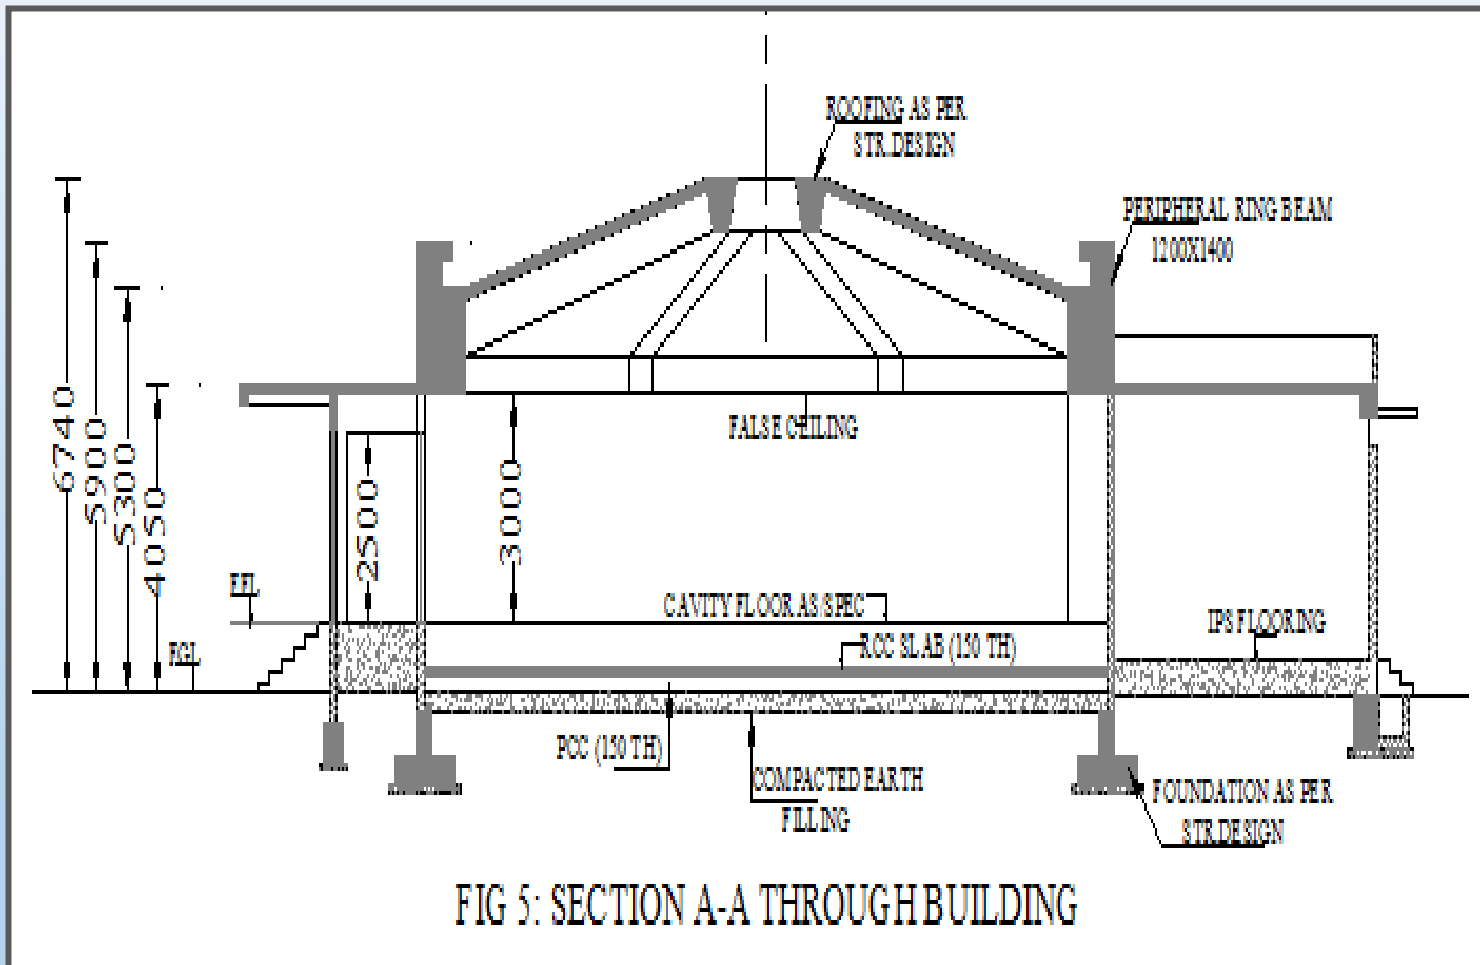 ROOFING AS PER
STR.DESIGN
PERIPHERAL RING BEAM
1200X1400
6740
5900
5300
4050
2500
3000
FALSE CEILING
FFL
FGL
CAVITY FLOOR AS/SPEC
RCC SLAB (150 TH)
IPS FLOORING
PCC (150 TH)
COMPACTED EARTH
FILLING
FOUNDATION AS PER
STR.DESIGN
FIG 5: SECTION A-A THROUGH BUILDING